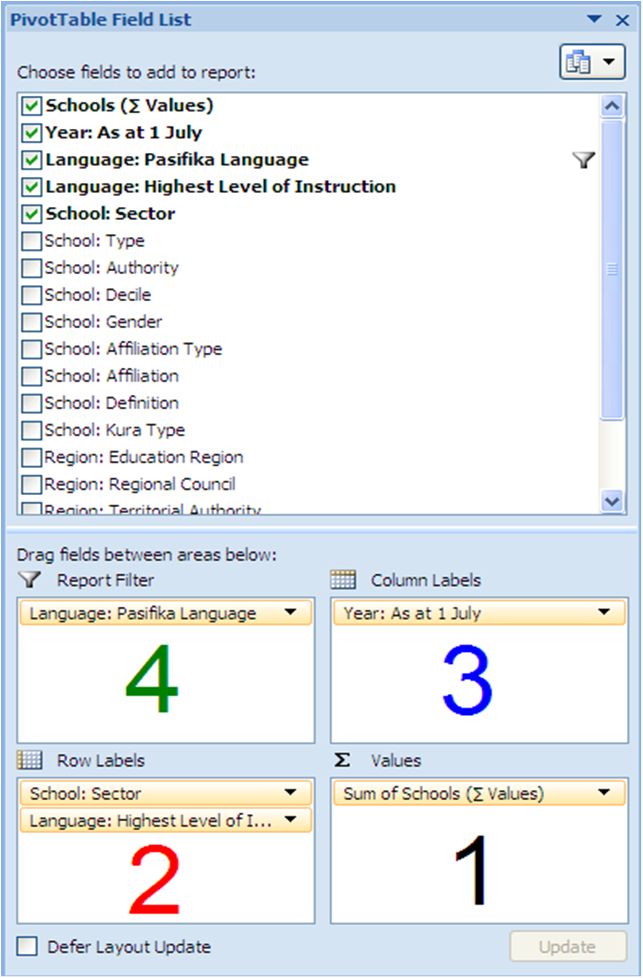 PivotTable Field List
Choose fields to add to report:
Schools (Σ Values)
Year: As at 1 July
Language: Pasifika Language
Language: Highest Level of Instruction
School: Sector
School: Type
School: Authority
School: Decile
School: Gender
School: Affiliation Type
School: Affiliation
School: Definition
School: Kura Type
Region: Education Region
Region: Regional Council
Region: Territorial Authority
Drag fields between areas below:
Report Filter
Column Labels
Language: Pasifika Language
Year: As at 1 July
4
3
Row Labels
Σ Values
School: Sector
Sum of Schools (Σ Values)
Language: Highest Level of I...
2
1
Defer Layout Update
Update